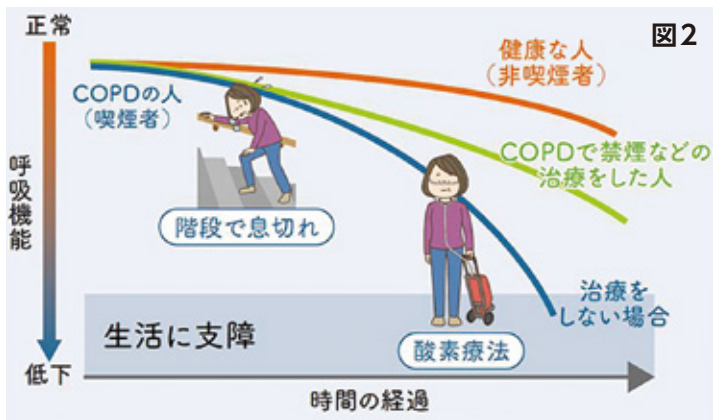 図2
正常
呼吸機能
低下
健康な人
(非喫煙者)
COPDの人
(喫煙者)
COPDで禁煙などの
治療をした人
階段で息切れ
治療を
しない場合
生活に支障
酸素療法
時間の経過